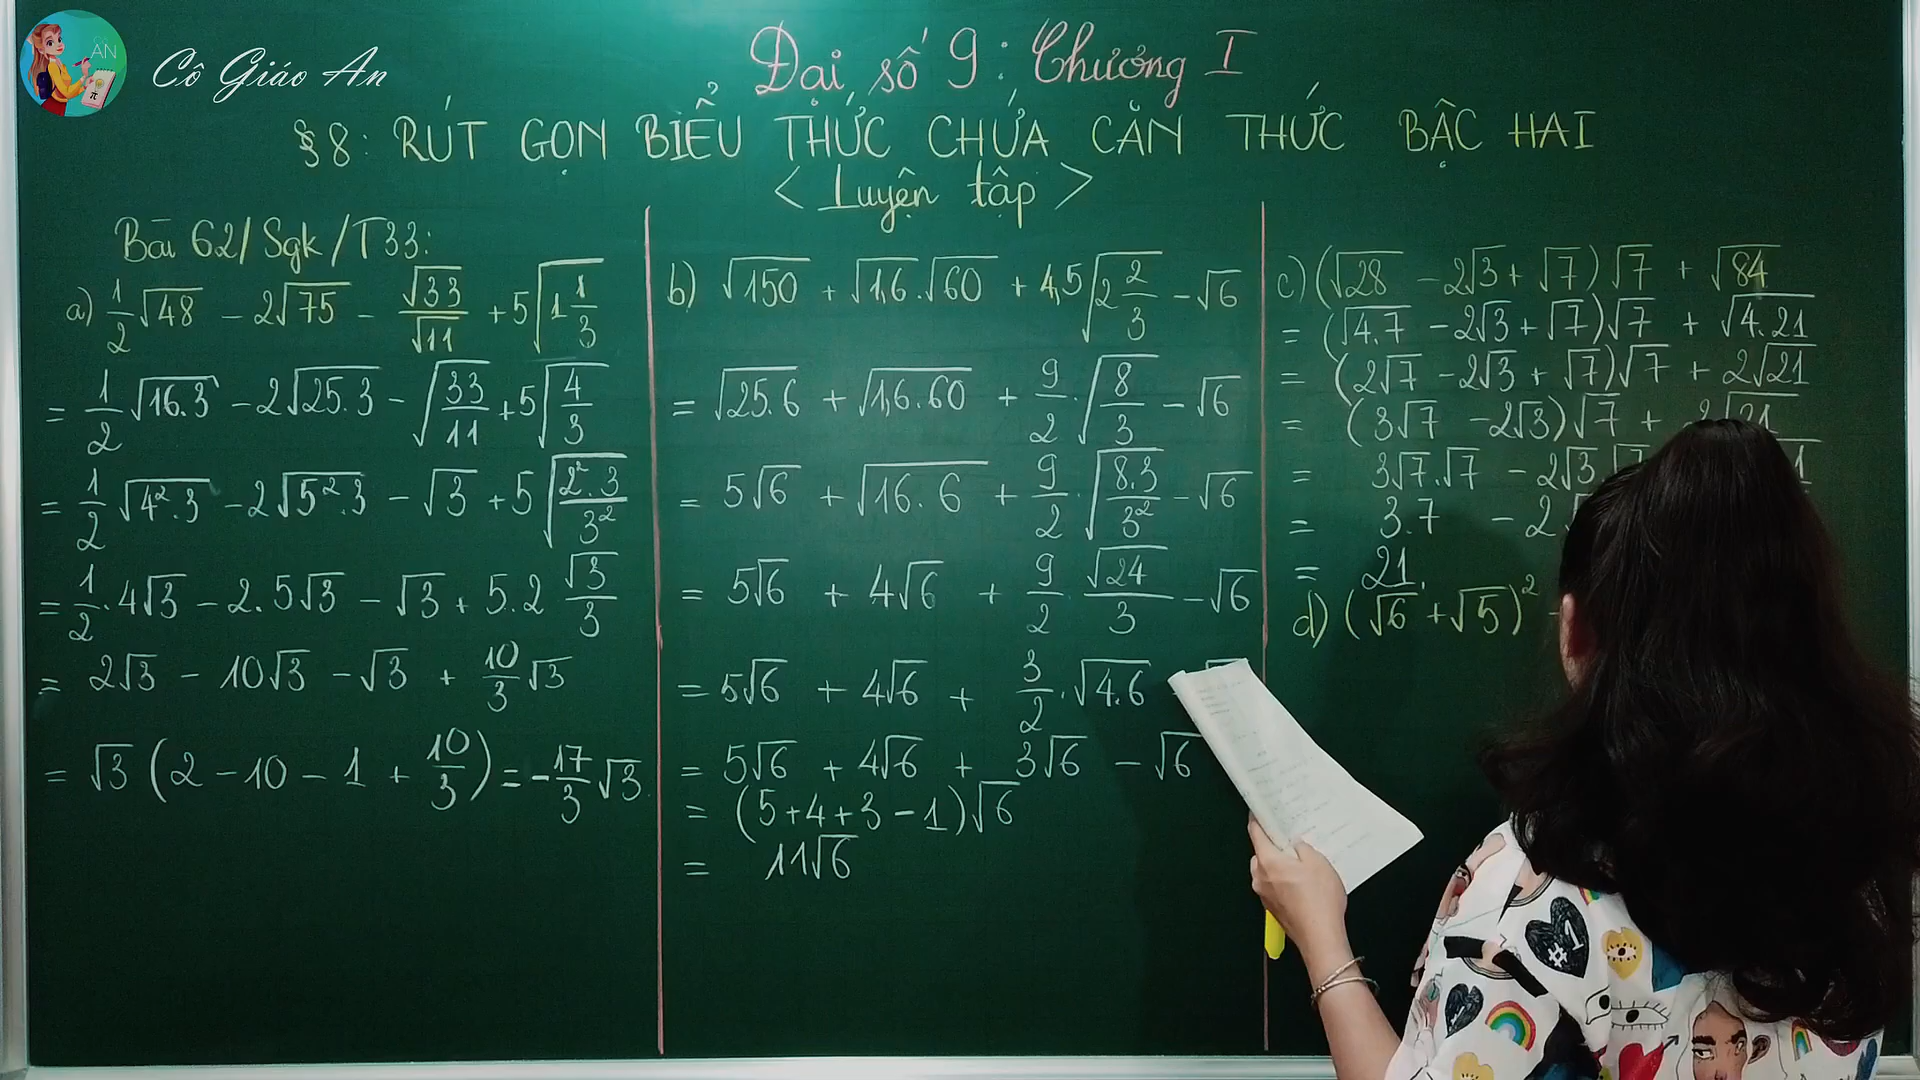 AN
Cô Giáo An
Đại số 9: Chương I
§8: RÚT GỌN BIỂU THỨC CHỨA CĂN THỨC BẬC HAI
< Luyện tập >
Bài 62/ Sgk /T33:
a) 1/2 √48 - 2√75 - √33/√11 + 5√(1 1/3)
= 1/2 √(16.3) - 2√(25.3) - √(33/11) + 5√(4/3)
= 1/2 √(4².3) - 2√(5².3) - √3 + 5√(2².3/3²)
= 1/2 . 4√3 - 2.5√3 - √3 + 5.2 √3/3
= 2√3 - 10√3 - √3 + 10/3 √3
= √3 (2 - 10 - 1 + 10/3) = -17/3 √3.
b) √150 + √1,6 . √60 + 4,5√(2 2/3) - √6
= √(25.6) + √(1,6.60) + 9/2 . √(8/3) - √6
= 5√6 + √(16.6) + 9/2 . √(8.3/3²) - √6
= 5√6 + 4√6 + 9/2 . √24/3 - √6
= 5√6 + 4√6 + 3/2 . √(4.6)
= 5√6 + 4√6 + 3√6 - √6
= (5+4+3-1)√6
= 11√6
c) (√28 - 2√3 + √7)√7 + √84
= (√(4.7) - 2√3 + √7)√7 + √(4.21)
= (2√7 - 2√3 + √7)√7 + 2√21
= (3√7 - 2√3)√7 + 2√21
= 3√7.√7 - 2√3.
= 3.7 - 2
= 21.
d) (√6 + √5)²
#1